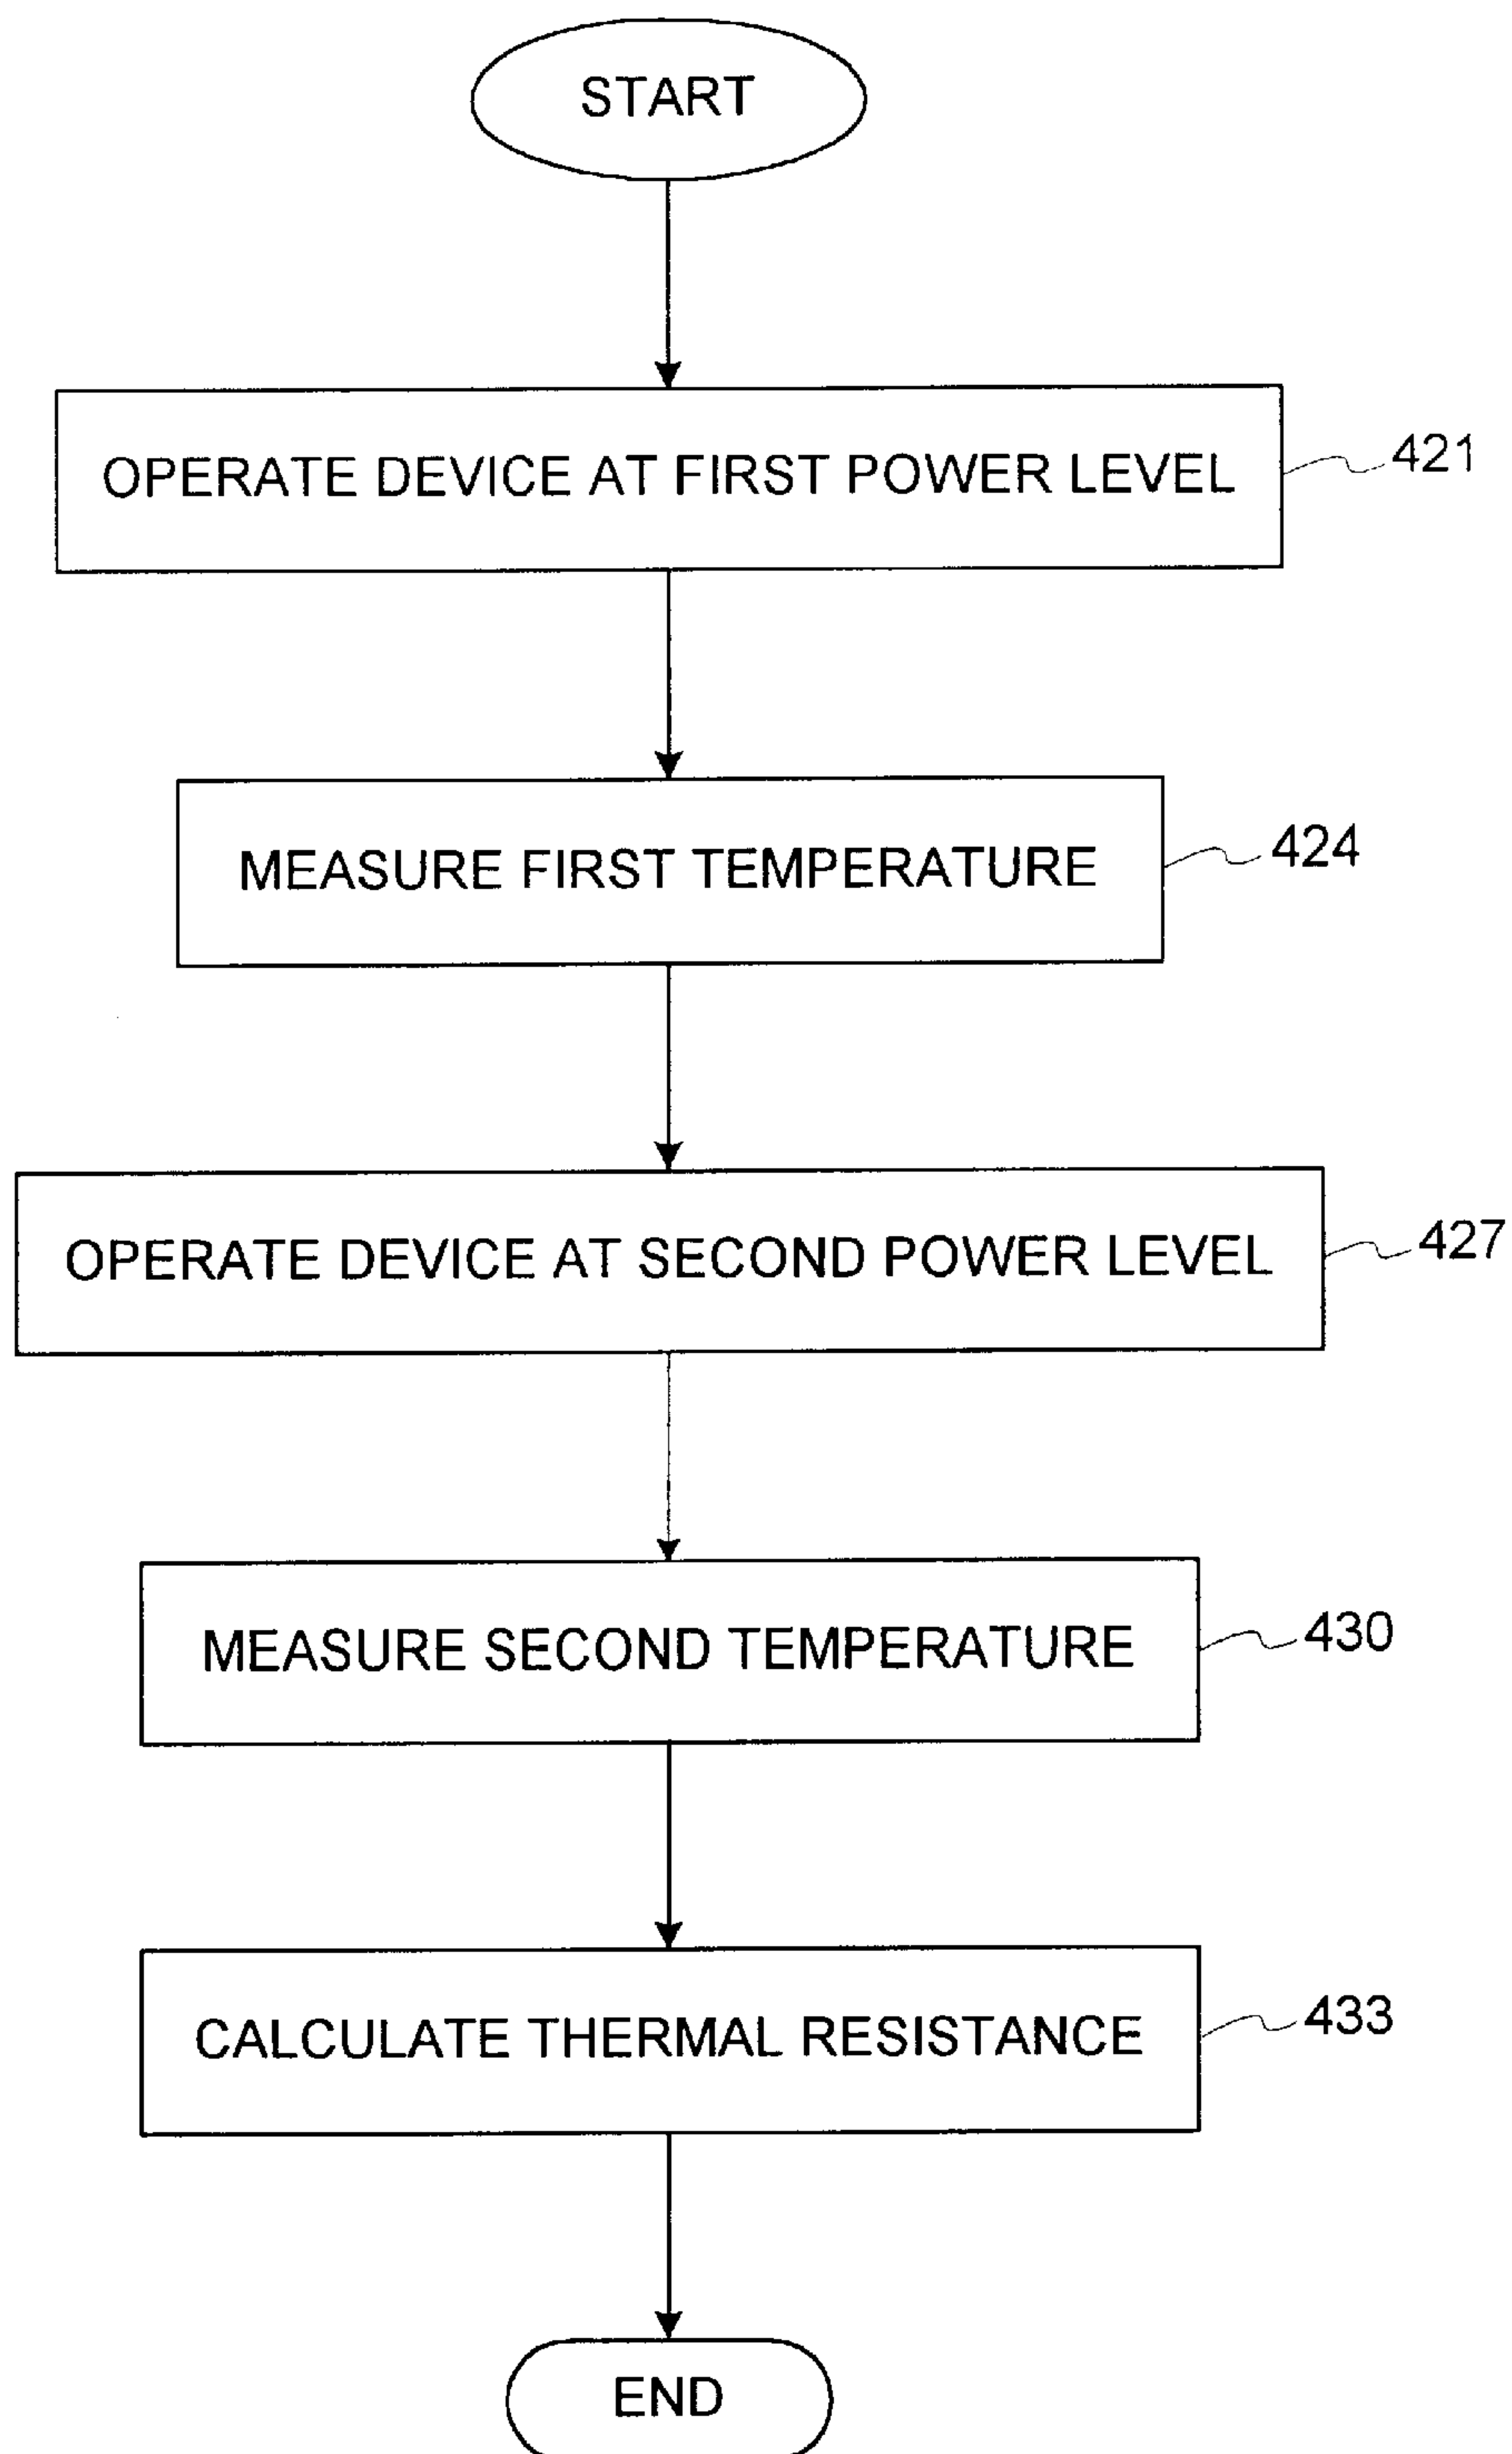 START
OPERATE DEVICE AT FIRST POWER LEVEL
421
MEASURE FIRST TEMPERATURE
424
OPERATE DEVICE AT SECOND POWER LEVEL
427
MEASURE SECOND TEMPERATURE
430
CALCULATE THERMAL RESISTANCE
433
END